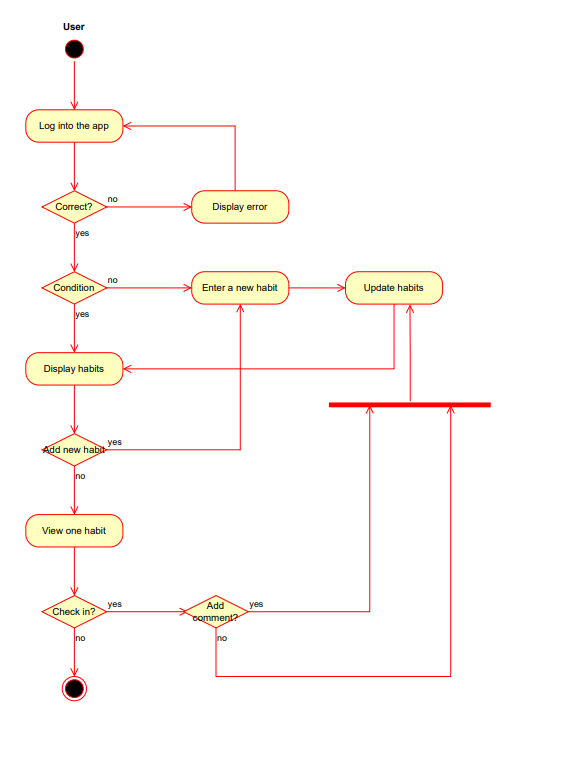 User
Log into the app
Correct?
no
Display error
yes
Condition
no
Enter a new habit
Update habits
yes
Display habits
Add new habit
yes
no
View one habit
Check in?
yes
Add
comment?
yes
no
no